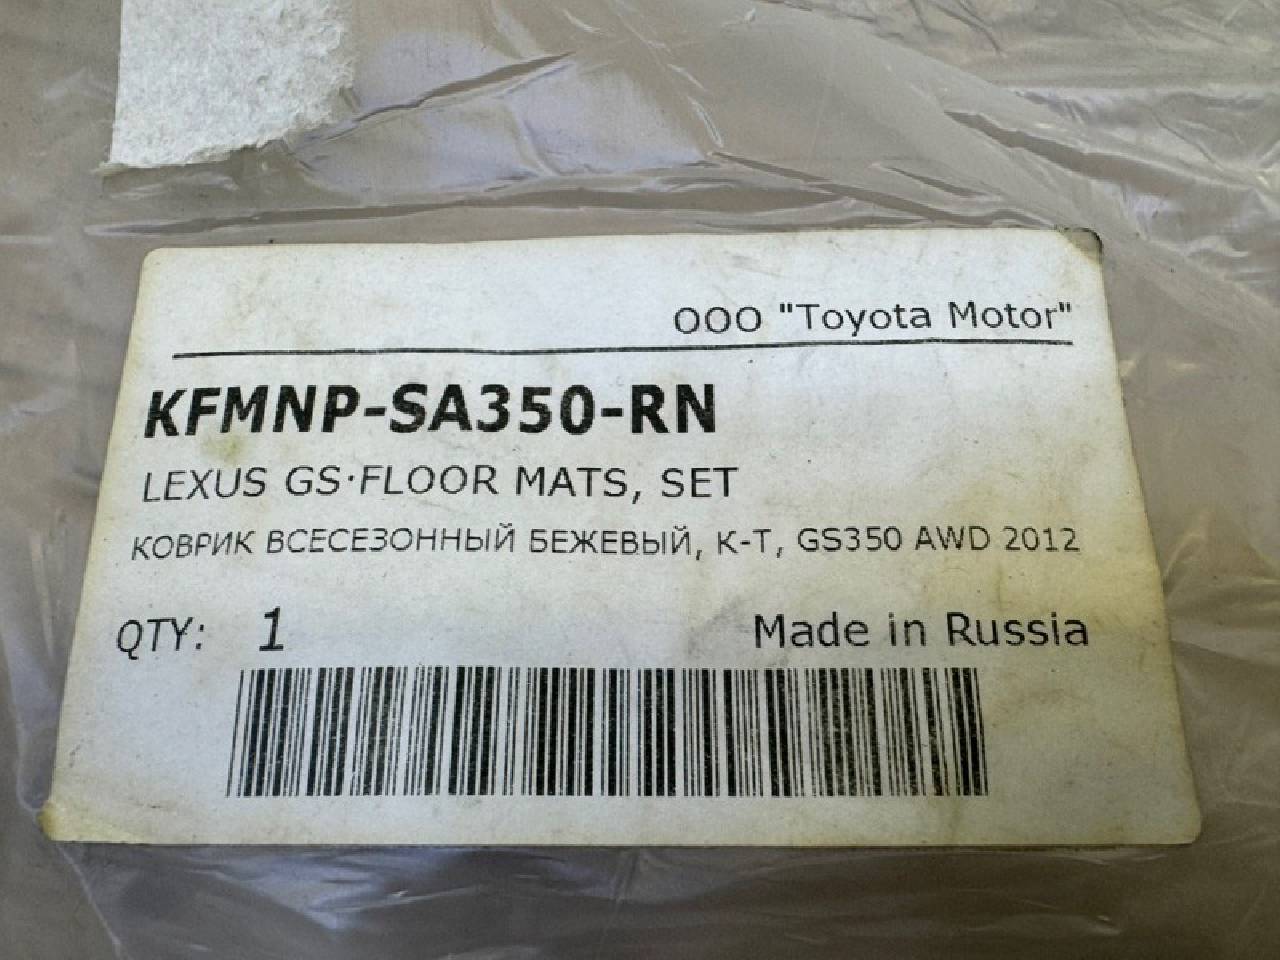 ООО "Toyota Motor"
KFMNP-SA350-RN
LEXUS GS·FLOOR MATS, SET
КОВРИК ВСЕСЕЗОННЫЙ БЕЖЕВЫЙ, К-Т, GS350 AWD 2012
QTY: 1 Made in Russia